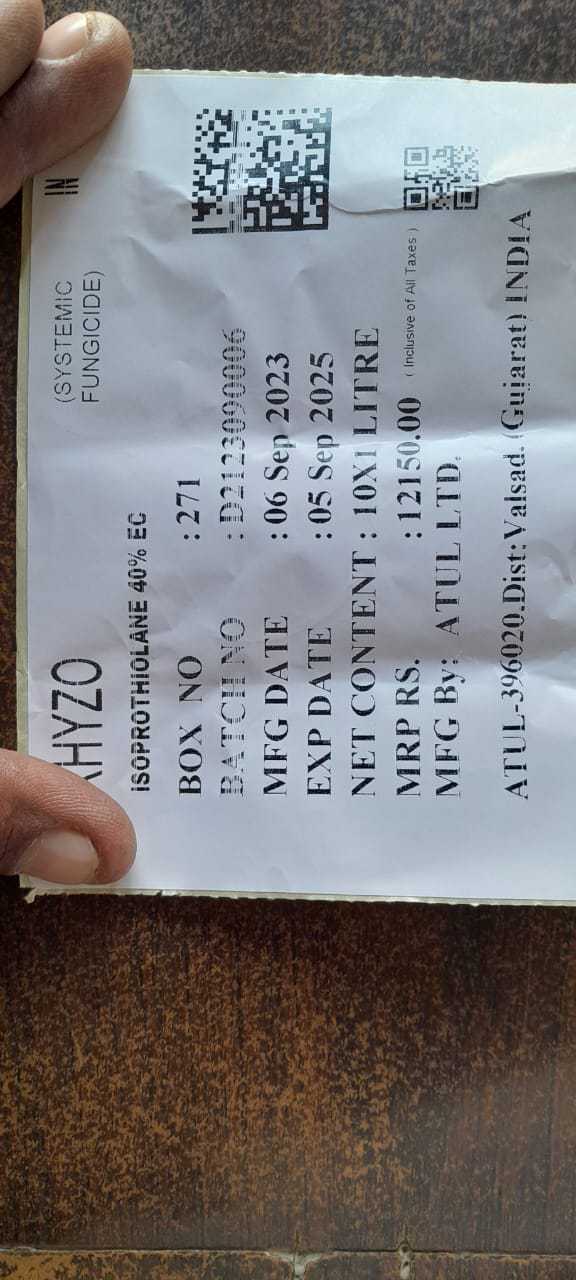 HYZO
(SYSTEMIC
FUNGICIDE)
IN
ISOPROTHIOLANE 40% EC
BOX NO : 271
BATCH NO : D2123090006
MFG DATE : 06 Sep 2023
EXP DATE : 05 Sep 2025
NET CONTENT : 10X1 LITRE
MRP RS. : 12150.00 ( Inclusive of All Taxes )
MFG By: ATUL LTD.
ATUL-396020.Dist: Valsad. (Gujarat) INDIA